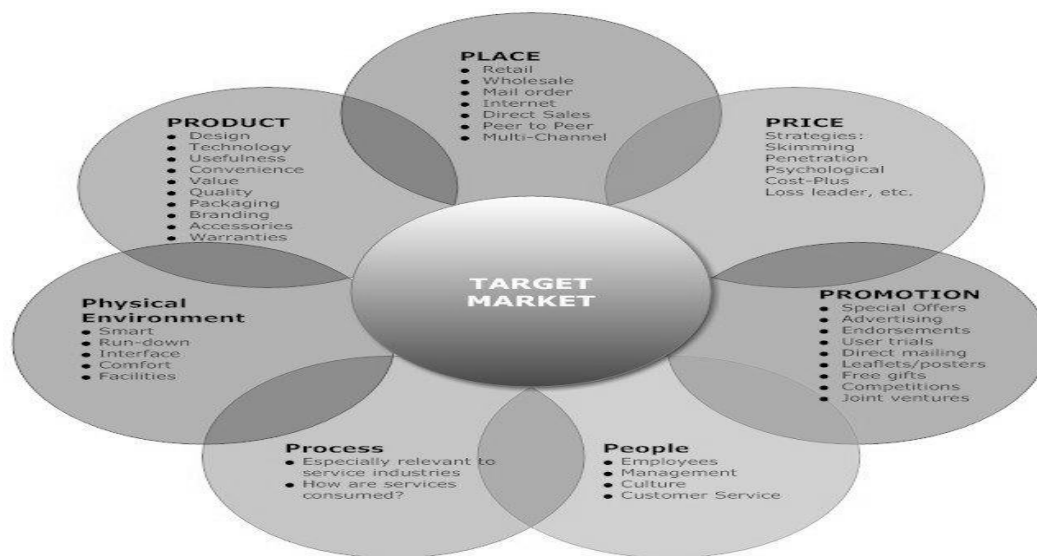 PLACE
● Retail
● Wholesale
● Mail order
● Internet
● Direct Sales
● Peer to Peer
● Multi-Channel
PRODUCT
● Design
● Technology
● Usefulness
● Convenience
● Value
● Quality
● Packaging
● Branding
● Accessories
● Warranties
PRICE
Strategies:
Skimming
Penetration
Psychological
Cost-Plus
Loss leader, etc.
TARGET
MARKET
Physical
Environment
● Smart
● Run-down
● Interface
● Comfort
● Facilities
PROMOTION
● Special Offers
● Advertising
● Endorsements
● User trials
● Direct mailing
● Leaflets/posters
● Free gifts
● Competitions
● Joint ventures
Process
● Especially relevant to
service industries
● How are services
consumed?
People
● Employees
● Management
● Culture
● Customer Service